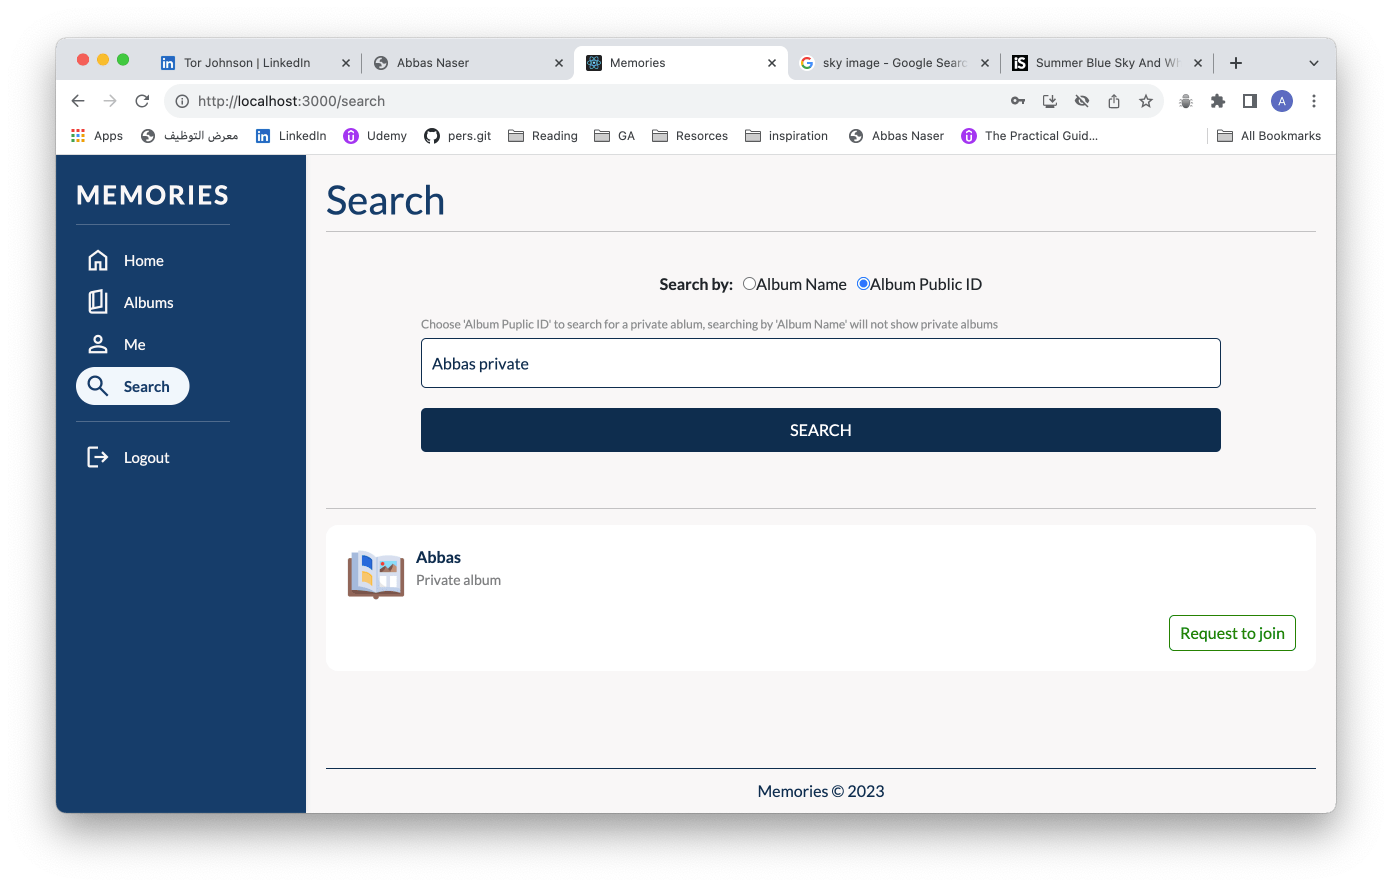 Tor Johnson | LinkedIn
Abbas Naser
Memories
sky image - Google Searc
Summer Blue Sky And Wh
http://localhost:3000/search
A
Apps
معرض التوظيف
LinkedIn
Udemy
pers.git
Reading
GA
Resorces
inspiration
Abbas Naser
The Practical Guid...
All Bookmarks
MEMORIES
Home
Albums
Me
Search
Logout
Search
Search by: Album Name Album Public ID
Choose 'Album Puplic ID' to search for a private ablum, searching by 'Album Name' will not show private albums
Abbas private
SEARCH
Abbas
Private album
Request to join
Memories © 2023